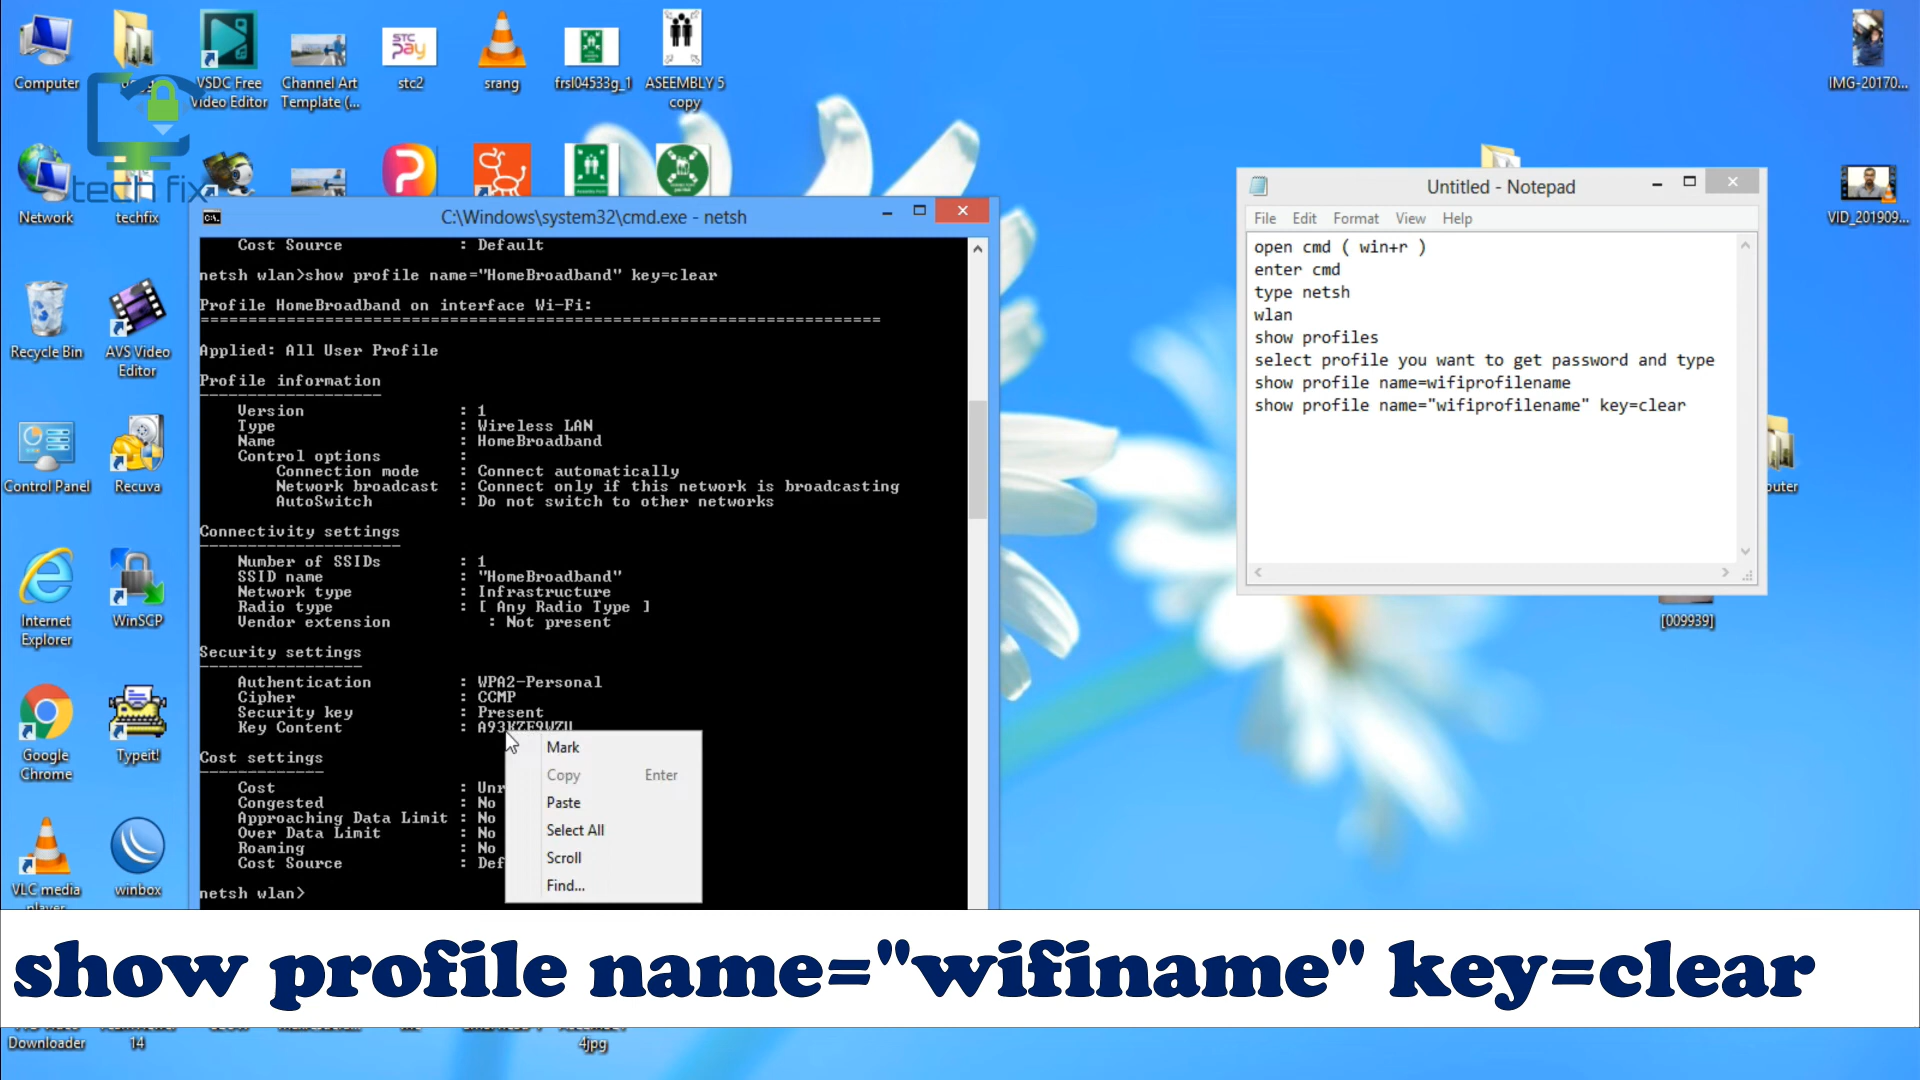 Computer
VSDC Free
Video Editor
Channel Art
Template (...
stc2
STC
pay
srang
frsl04533g_1
ASEEMBLY 5
copy
IMG-20170...
Network
tech fix
techfix
VID_201909...
C:\Windows\system32\cmd.exe - netsh
Cost Source : Default
netsh wlan>show profile name="HomeBroadband" key=clear
Profile HomeBroadband on interface Wi-Fi:
=======================================================================
Applied: All User Profile
Profile information
-------------------
Version : 1
Type : Wireless LAN
Name : HomeBroadband
Control options :
Connection mode : Connect automatically
Network broadcast : Connect only if this network is broadcasting
AutoSwitch : Do not switch to other networks
Connectivity settings
---------------------
Number of SSIDs : 1
SSID name : "HomeBroadband"
Network type : Infrastructure
Radio type : [ Any Radio Type ]
Vendor extension : Not present
Security settings
-----------------
Authentication : WPA2-Personal
Cipher : CCMP
Security key : Present
Key Content :
Cost settings
-------------
Cost : Unr
Congested : No
Approaching Data Limit : No
Over Data Limit : No
Roaming : No
Cost Source : Def
netsh wlan>
Mark
Copy Enter
Paste
Select All
Scroll
Find...
Untitled - Notepad
File Edit Format View Help
open cmd ( win+r )
enter cmd
type netsh
wlan
show profiles
select profile you want to get password and type
show profile name=wifiprofilename
show profile name="wifiprofilename" key=clear
[009939]
Recycle Bin
AVS Video
Editor
Control Panel
Recuva
Internet
Explorer
WinSCP
Google
Chrome
Typeit!
VLC media
winbox
show profile name="wifiname" key=clear
Downloader
14
4jpg